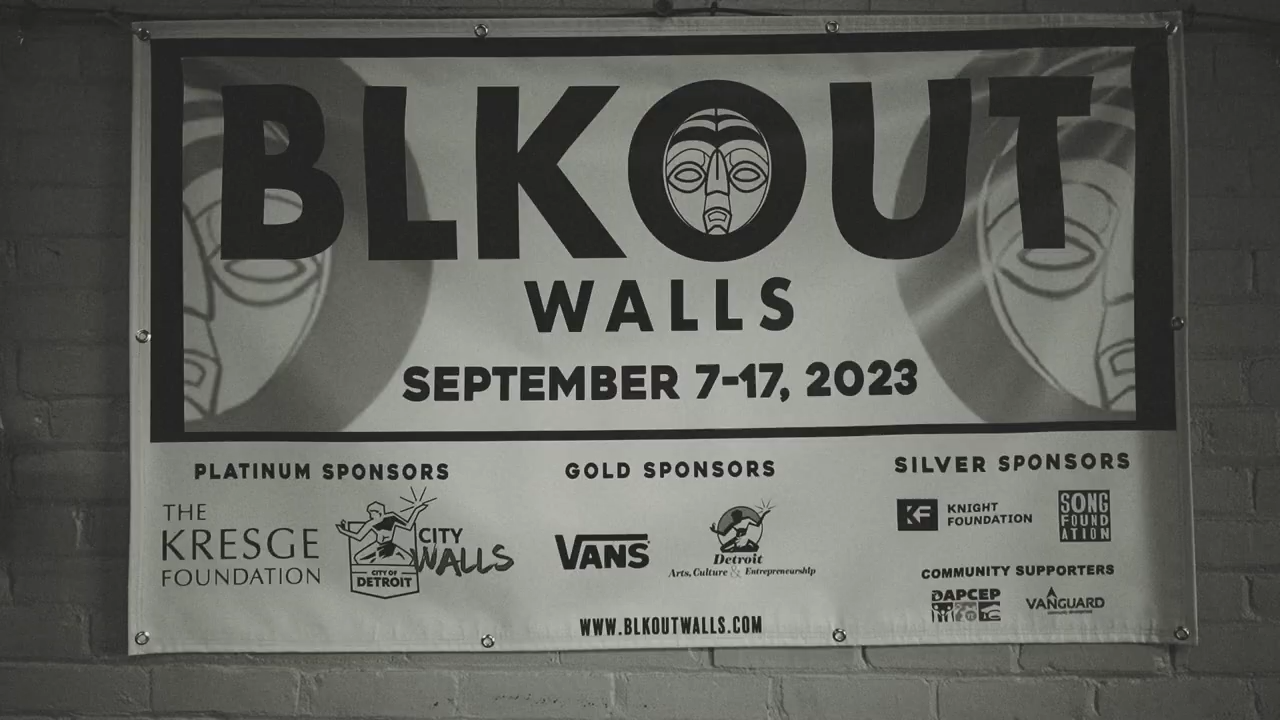 BLKOUT
WALLS
SEPTEMBER 7-17, 2023
PLATINUM SPONSORS
THE
KRESGE
FOUNDATION
CITY OF
DETROIT
CITY
WALLS
GOLD SPONSORS
VANS
Detroit
Arts, Culture & Entrepreneurship
SILVER SPONSORS
KF
KNIGHT
FOUNDATION
SONG
FOUND
ATION
COMMUNITY SUPPORTERS
DAPCEP
VANGUARD
WWW.BLKOUTWALLS.COM